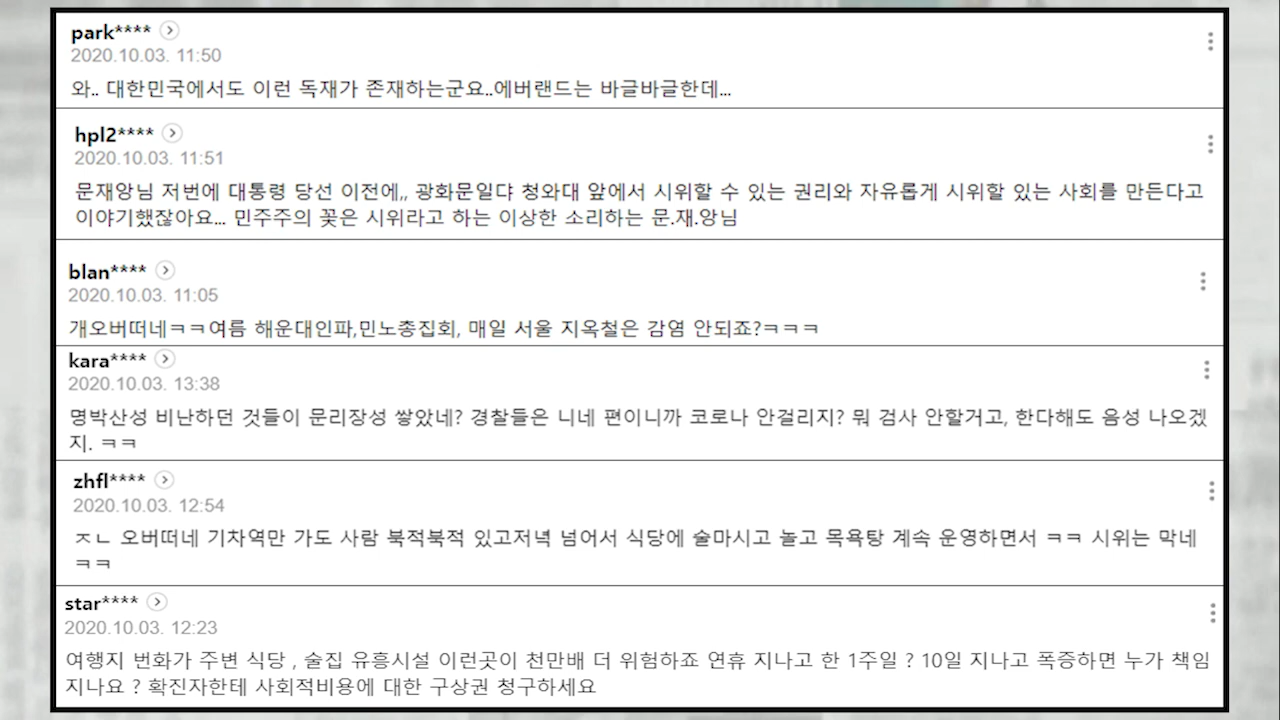 park****
2020.10.03. 11:50
와.. 대한민국에서도 이런 독재가 존재하는군요..에버랜드는 바글바글한데...
hpl2****
2020.10.03. 11:51
문재앙님 저번에 대통령 당선 이전에,, 광화문일댜 청와대 앞에서 시위할 수 있는 권리와 자유롭게 시위할 있는 사회를 만든다고
이야기했잖아요... 민주주의 꽃은 시위라고 하는 이상한 소리하는 문.재.앙님
blan****
2020.10.03. 11:05
개오버떠네ㅋㅋ여름 해운대인파,민노총집회, 매일 서울 지옥철은 감염 안되죠?ㅋㅋㅋ
kara****
2020.10.03. 13:38
명박산성 비난하던 것들이 문리장성 쌓았네? 경찰들은 니네 편이니까 코로나 안걸리지? 뭐 검사 안할거고, 한다해도 음성 나오겠
지. ㅋㅋ
zhfl****
2020.10.03. 12:54
ㅈㄴ 오버떠네 기차역만 가도 사람 북적북적 있고저녁 넘어서 식당에 술마시고 놀고 목욕탕 계속 운영하면서 ㅋㅋ 시위는 막네
ㅋㅋ
star****
2020.10.03. 12:23
여행지 번화가 주변 식당 , 술집 유흥시설 이런곳이 천만배 더 위험하죠 연휴 지나고 한 1주일 ? 10일 지나고 폭증하면 누가 책임
지나요 ? 확진자한테 사회적비용에 대한 구상권 청구하세요